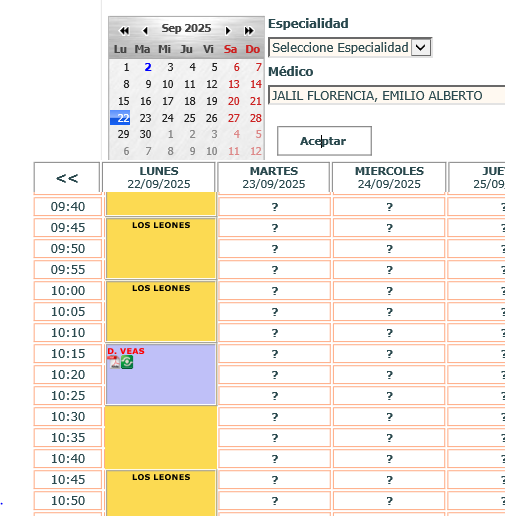 Sep 2025
Lu Ma Mi Ju Vi Sa Do
1 2 3 4 5 6 7
8 9 10 11 12 13 14
15 16 17 18 19 20 21
22 23 24 25 26 27 28
29 30 1 2 3 4 5
6 7 8 9 10 11 12
Especialidad
Seleccione Especialidad
Médico
JALIL FLORENCIA, EMILIO ALBERTO
Aceptar
<< LUNES MARTES MIERCOLES JUE
22/09/2025 23/09/2025 24/09/2025 25/09
09:40 ? ? ?
09:45 LOS LEONES ? ? ?
09:50 ? ? ?
09:55 ? ? ?
10:00 LOS LEONES ? ? ?
10:05 ? ? ?
10:10 ? ? ?
10:15 D. VEAS ? ? ?
10:20 ? ? ?
10:25 ? ? ?
10:30 ? ? ?
10:35 ? ? ?
10:40 ? ? ?
10:45 LOS LEONES ? ? ?
10:50 ? ? ?